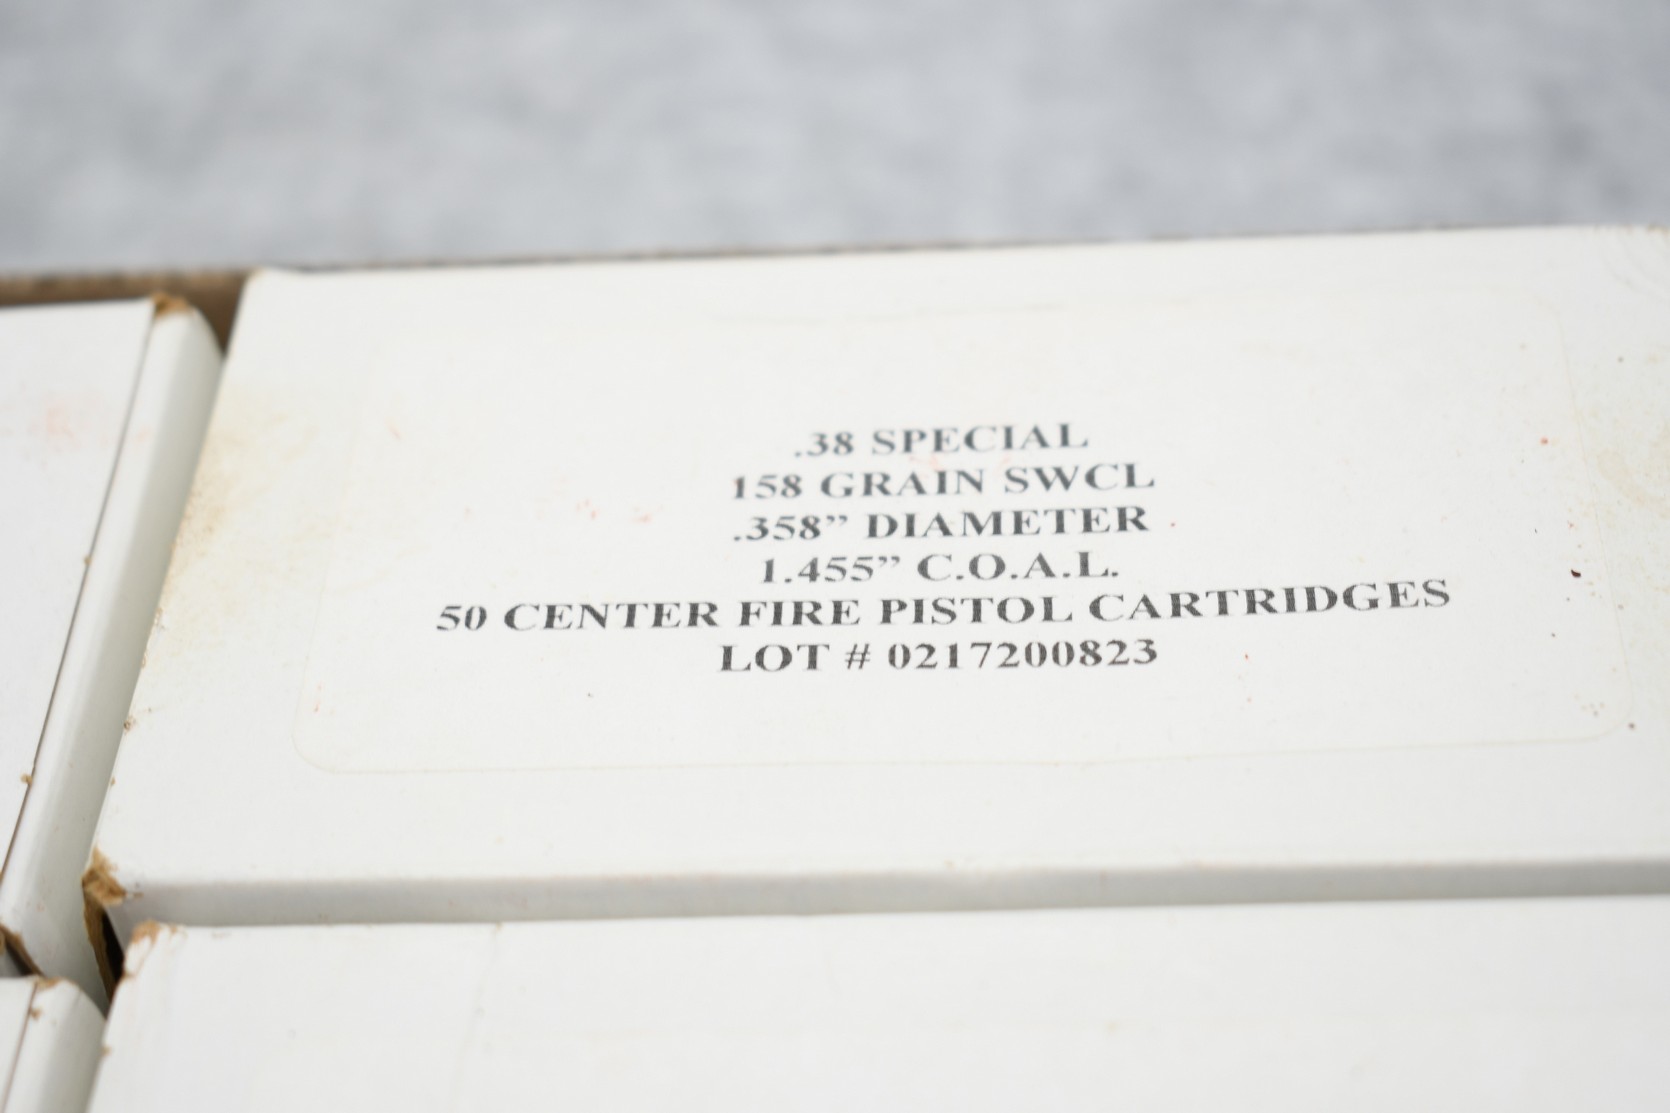 .38 SPECIAL
158 GRAIN SWCL
.358” DIAMETER
1.455” C.O.A.L.
50 CENTER FIRE PISTOL CARTRIDGES
LOT # 0217200823